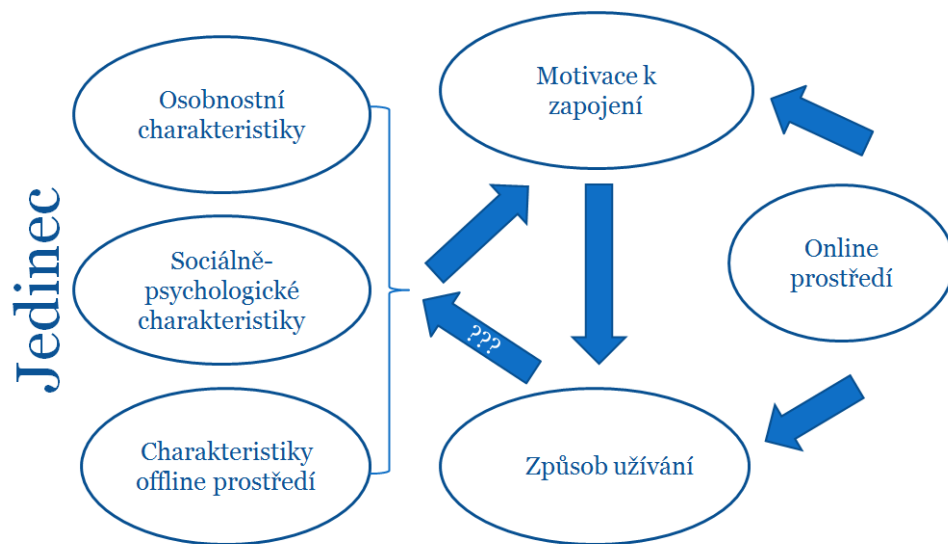 Jedinec
Osobnostní
charakteristiky
Sociálně-
psychologické
charakteristiky
Charakteristiky
offline prostředí
Motivace k
zapojení
???
Způsob užívání
Online
prostředí